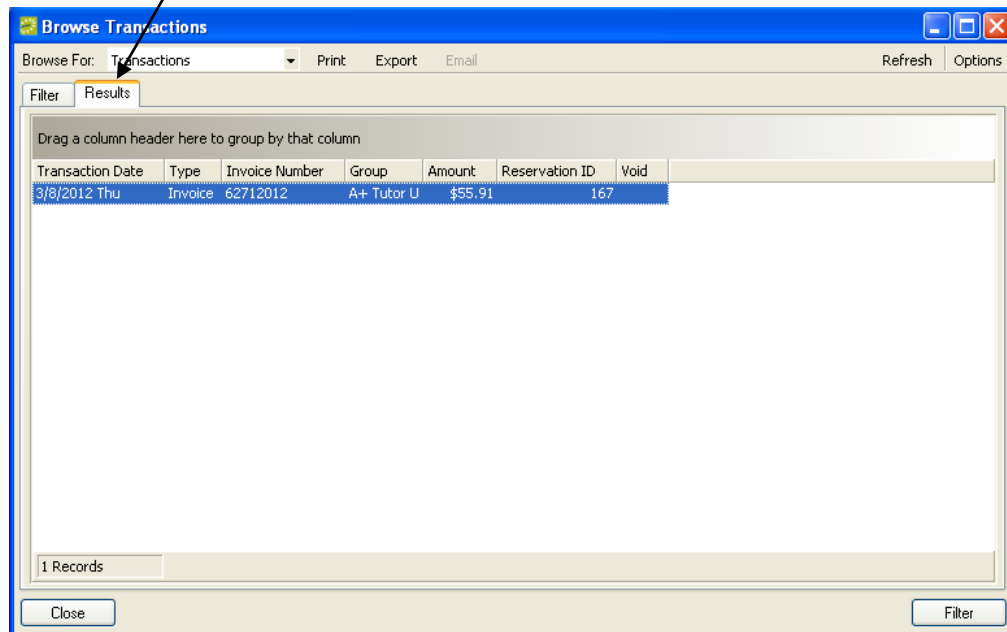 Browse Transactions
Browse For: Transactions Print Export Email Refresh Options
Filter Results
Drag a column header here to group by that column
Transaction Date Type Invoice Number Group Amount Reservation ID Void
3/8/2012 Thu Invoice 62712012 A+ Tutor U $55.91 167
1 Records
Close Filter